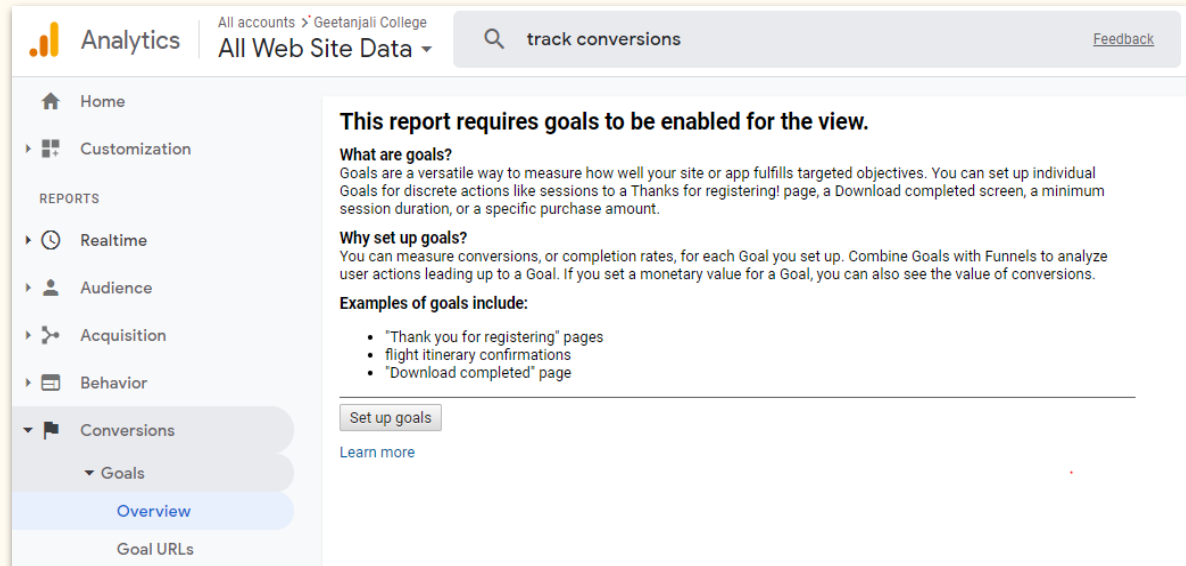 All accounts > Geetanjali College
Analytics
All Web Site Data
track conversions
Feedback
Home
Customization
REPORTS
Realtime
Audience
Acquisition
Behavior
Conversions
Goals
Overview
Goal URLs
This report requires goals to be enabled for the view.
What are goals?
Goals are a versatile way to measure how well your site or app fulfills targeted objectives. You can set up individual
Goals for discrete actions like sessions to a Thanks for registering! page, a Download completed screen, a minimum
session duration, or a specific purchase amount.
Why set up goals?
You can measure conversions, or completion rates, for each Goal you set up. Combine Goals with Funnels to analyze
user actions leading up to a Goal. If you set a monetary value for a Goal, you can also see the value of conversions.
Examples of goals include:
• "Thank you for registering" pages
• flight itinerary confirmations
• "Download completed" page
Set up goals
Learn more